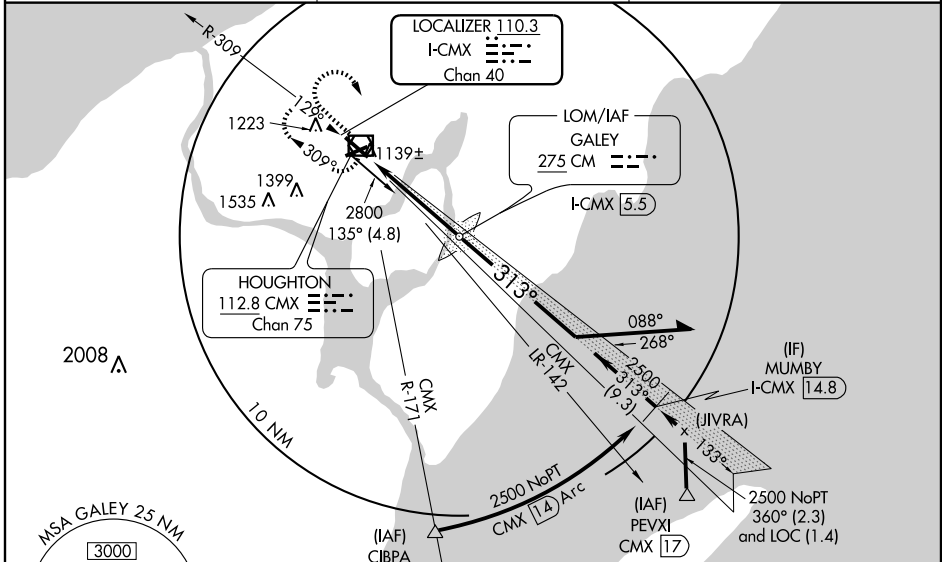 R-309
LOCALIZER 110.3
I-CMX
Chan 40
129°
1223
309°
1139±
LOM/IAF
GALEY
275 CM
I-CMX 5.5
1399
1535
2800
135° (4.8)
HOUGHTON
112.8 CMX
Chan 75
313°
088°
268°
2008
CMX
R-171
CMX
LR-142
2500
313°
(9.3)
(IF)
MUMBY
I-CMX 14.8
(JIVRA)
133°
10 NM
2500 NoPT
CMX 14 Arc
(IAF)
PEVXI
CMX 17
2500 NoPT
360° (2.3)
and LOC (1.4)
(IAF)
CIBPA
MSA GALEY 25 NM
3000